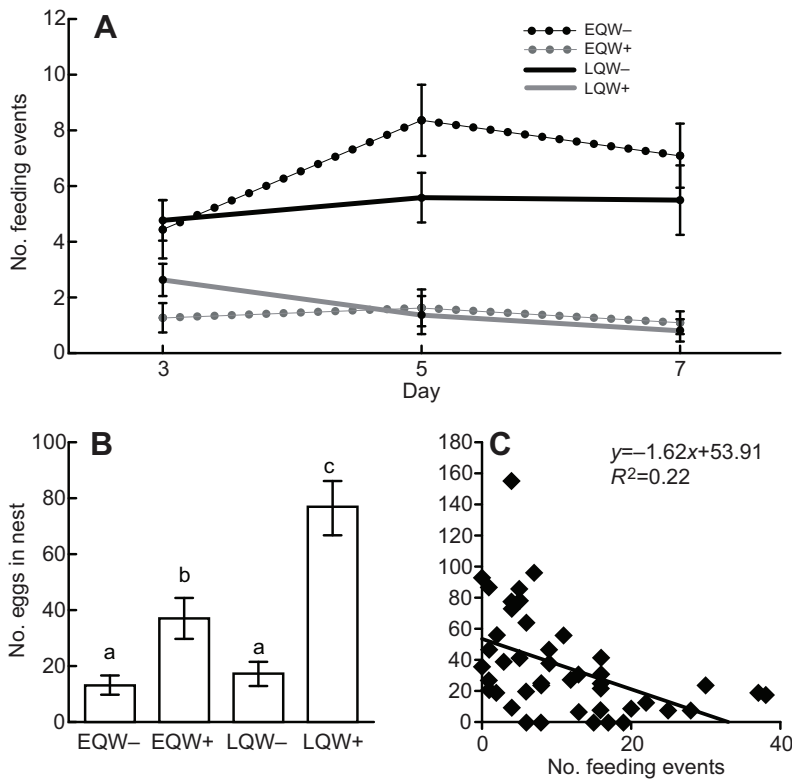 A
No. feeding events
12
10
8
6
4
2
0
EQW–
EQW+
LQW–
LQW+
3 5 7
Day
B
No. eggs in nest
100
80
60
40
20
0
a
b
a
c
EQW– EQW+ LQW– LQW+
C
y=–1.62x+53.91
R²=0.22
180
160
140
120
100
80
60
40
20
0
0 20 40
No. feeding events